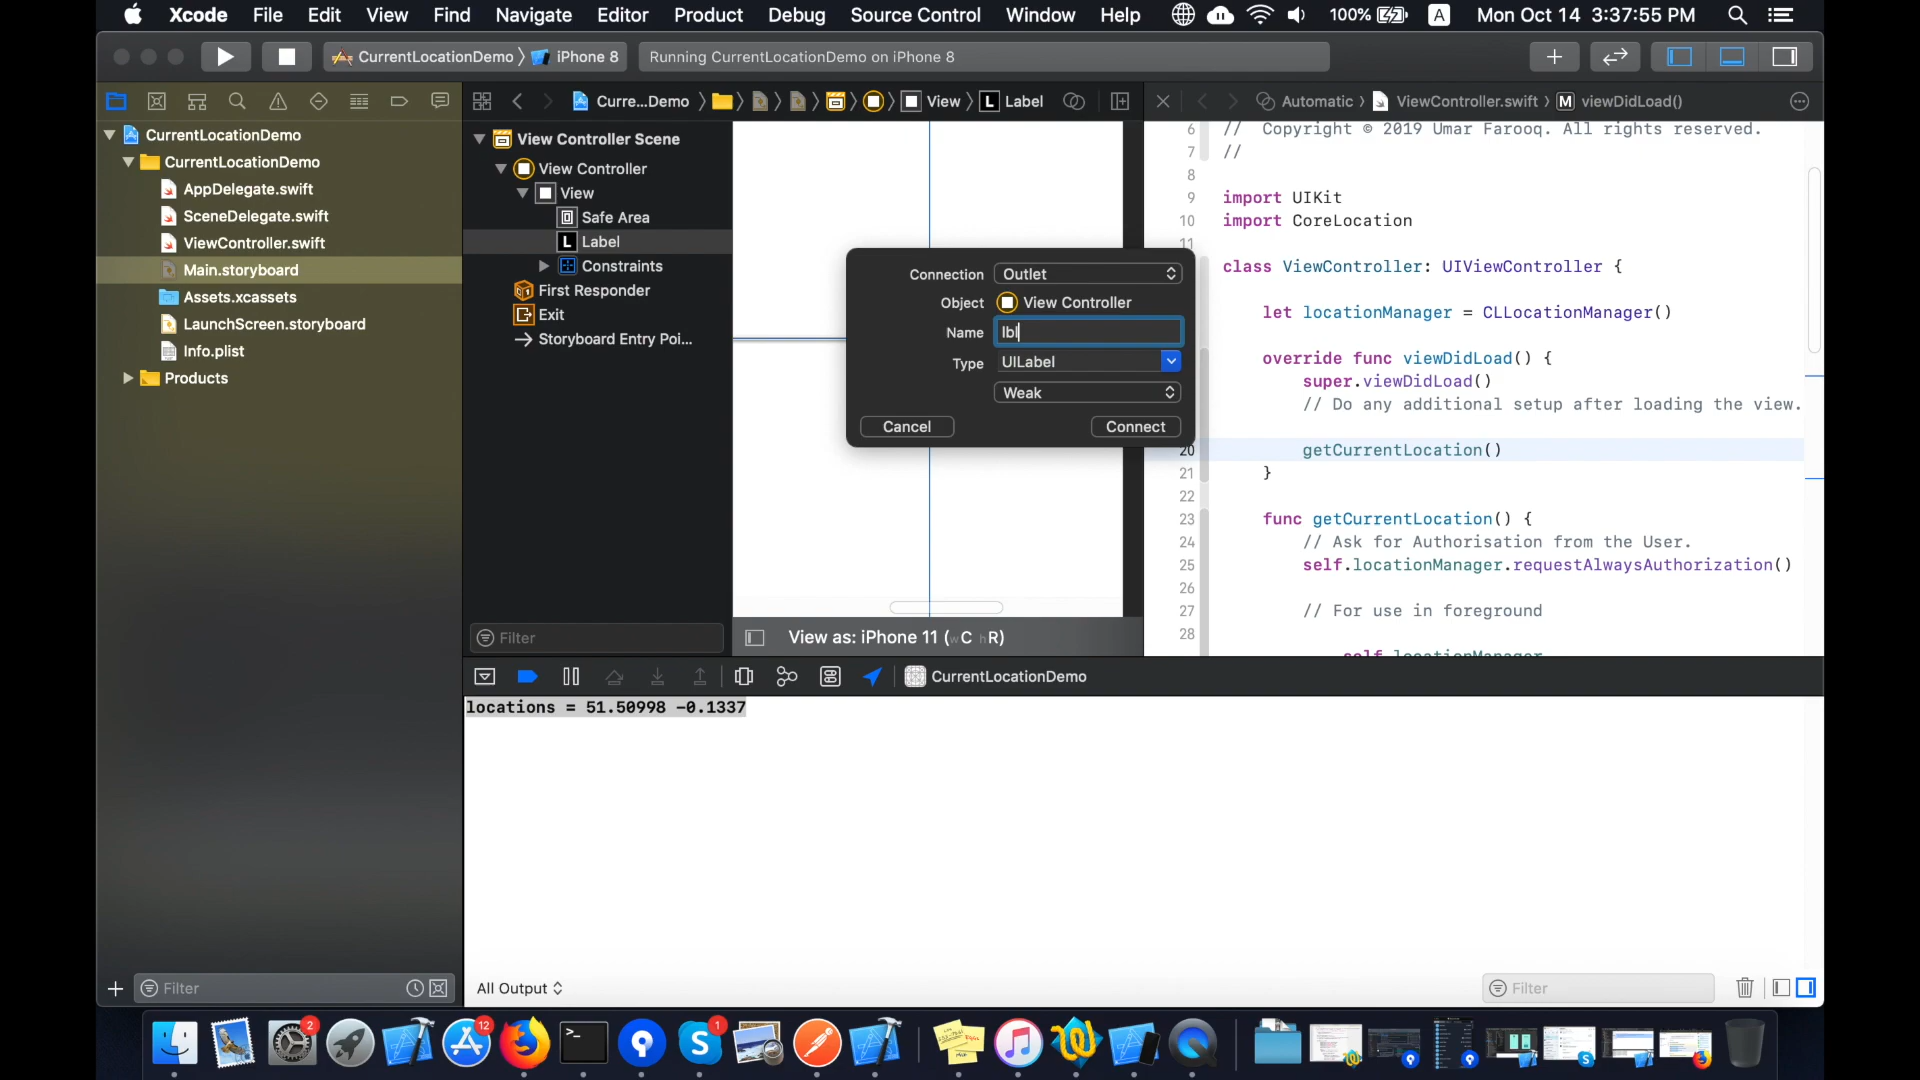 Xcode File Edit View Find Navigate Editor Product Debug Source Control Window Help 100% A Mon Oct 14 3:37:55 PM
CurrentLocationDemo iPhone 8 Running CurrentLocationDemo on iPhone 8
Curre...Demo View L Label Automatic ViewController.swift M viewDidLoad()
CurrentLocationDemo
CurrentLocationDemo
AppDelegate.swift
SceneDelegate.swift
ViewController.swift
Main.storyboard
Assets.xcassets
LaunchScreen.storyboard
Info.plist
Products
Filter
View Controller Scene
View Controller
View
Safe Area
L Label
Constraints
First Responder
Exit
Storyboard Entry Poi...
Filter
View as: iPhone 11 (wC hR)
Connection Outlet
Object View Controller
Name lbl
Type UILabel
Weak
Cancel Connect
6 // Copyright © 2019 Umar Farooq. All rights reserved.
7 //
8
9 import UIKit
10 import CoreLocation
11
class ViewController: UIViewController {
let locationManager = CLLocationManager()
override func viewDidLoad() {
super.viewDidLoad()
// Do any additional setup after loading the view.
20 getCurrentLocation()
21 }
22
23 func getCurrentLocation() {
24 // Ask for Authorisation from the User.
25 self.locationManager.requestAlwaysAuthorization()
26
27 // For use in foreground
28
self.locationManager
CurrentLocationDemo
locations = 51.50998 -0.1337
All Output
Filter
2
12
1